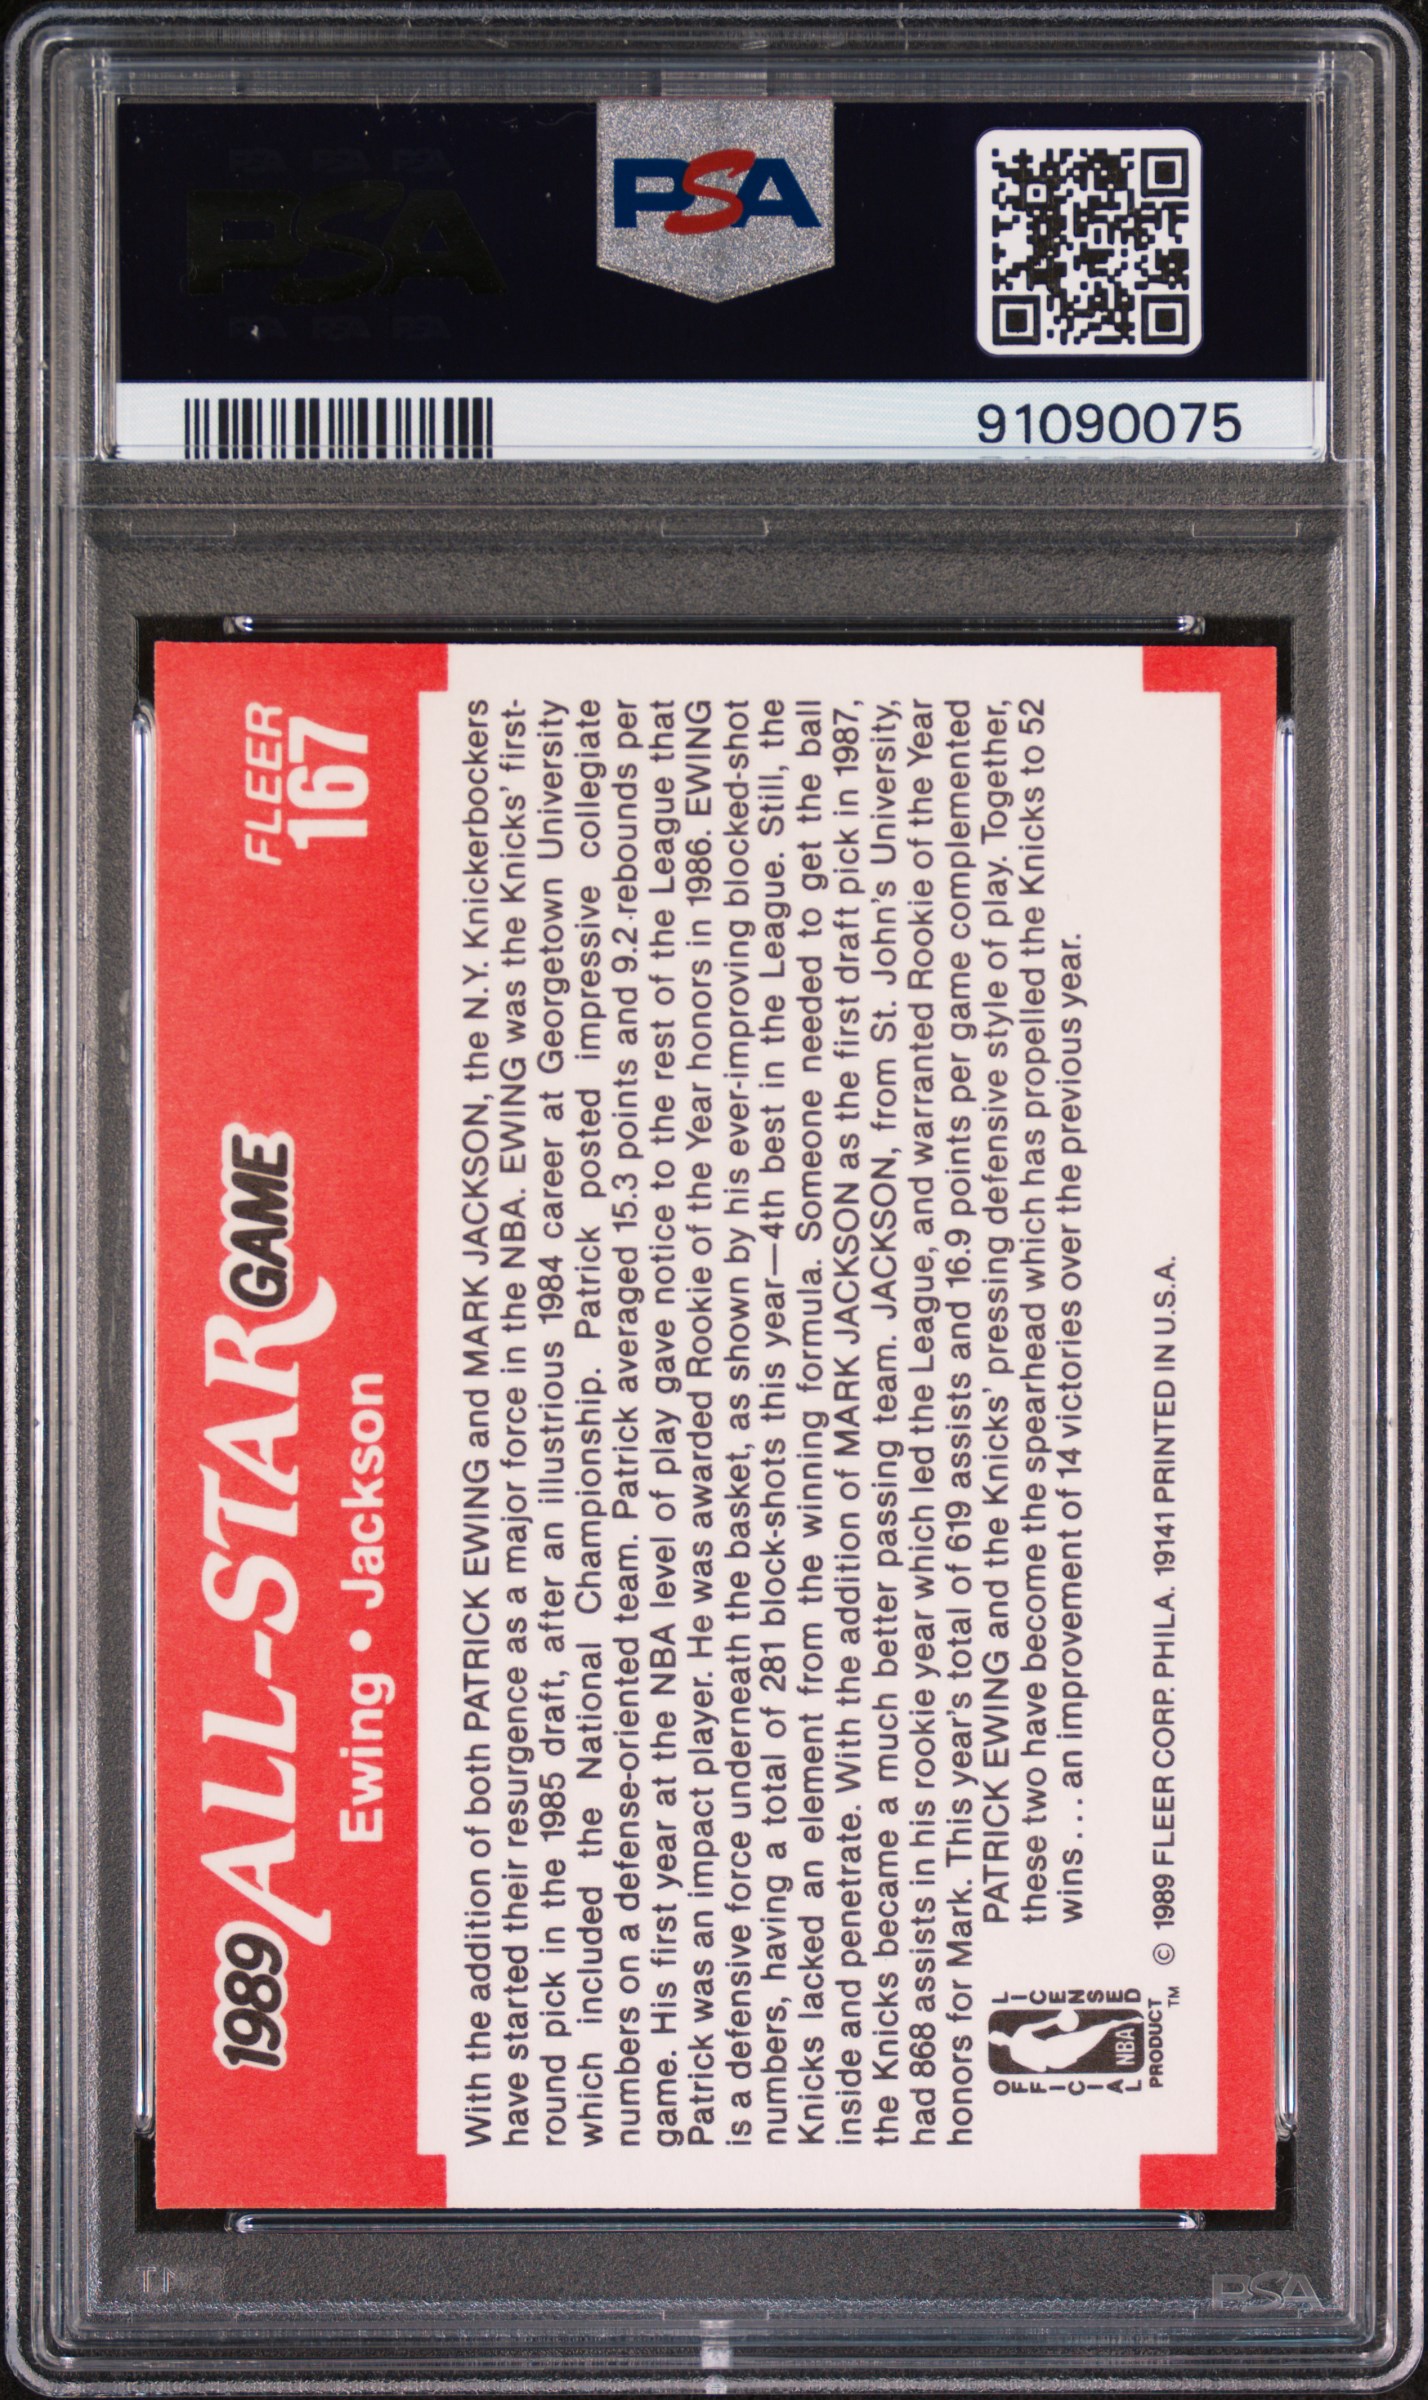 PSA
PSA
91090075
FLEER
167
1989 ALL-STAR GAME
Ewing • Jackson
With the addition of both PATRICK EWING and MARK JACKSON, the N.Y. Knickerbockers
have started their resurgence as a major force in the NBA. EWING was the Knicks' first-
round pick in the 1985 draft, after an illustrious 1984 career at Georgetown University
which included the National Championship. Patrick posted impressive collegiate
numbers on a defense-oriented team. Patrick averaged 15.3 points and 9.2 rebounds per
game. His first year at the NBA level of play gave notice to the rest of the League that
Patrick was an impact player. He was awarded Rookie of the Year honors in 1986. EWING
is a defensive force underneath the basket, as shown by his ever-improving blocked-shot
numbers, having a total of 281 block-shots this year—4th best in the League. Still, the
Knicks lacked an element from the winning formula. Someone needed to get the ball
inside and penetrate. With the addition of MARK JACKSON as the first draft pick in 1987,
the Knicks became a much better passing team. JACKSON, from St. John's University,
had 868 assists in his rookie year which led the League, and warranted Rookie of the Year
honors for Mark. This year's total of 619 assists and 16.9 points per game complemented
PATRICK EWING and the Knicks' pressing defensive style of play. Together,
these two have become the spearhead which has propelled the Knicks to 52
wins . . . an improvement of 14 victories over the previous year.
OFFICIAL LICENSED
NBA
PRODUCT TM
© 1989 FLEER CORP. PHILA. 19141 PRINTED IN U.S.A.
PSA